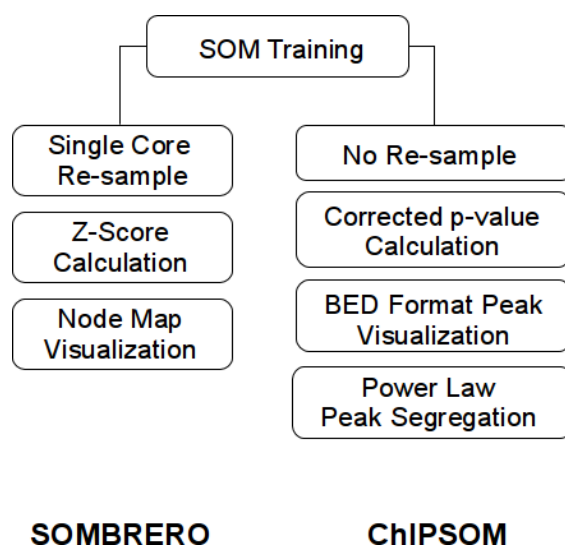 SOM Training
Single Core
Re-sample
Z-Score
Calculation
Node Map
Visualization
No Re-sample
Corrected p-value
Calculation
BED Format Peak
Visualization
Power Law
Peak Segregation
SOMBRERO
ChIPSOM